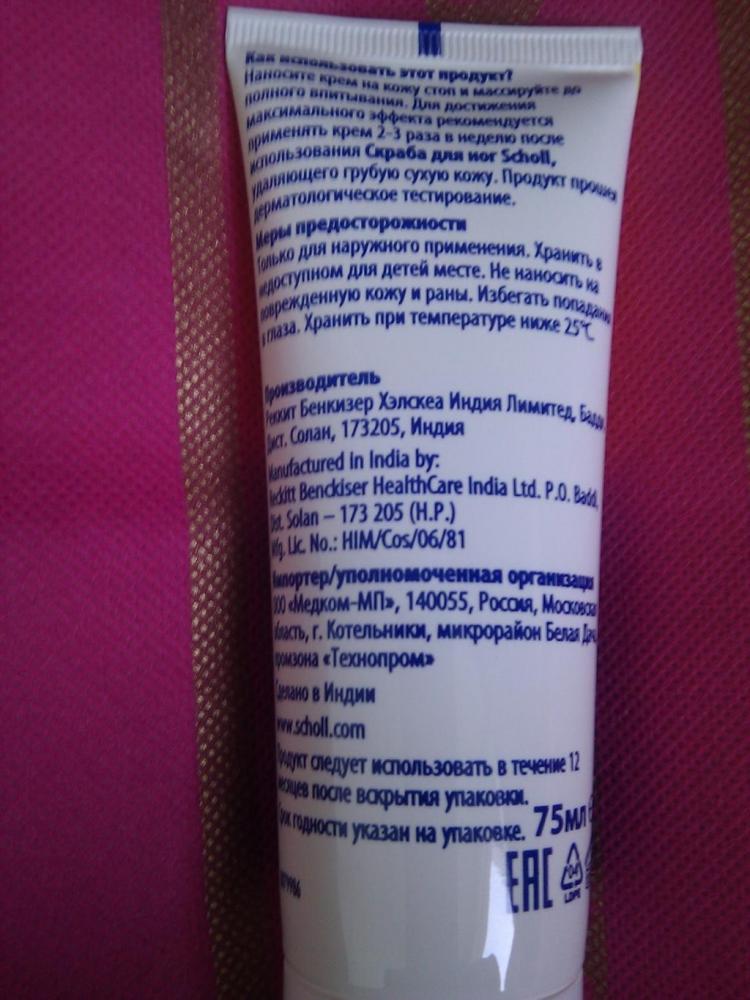 Как использовать этот продукт?
Наносите крем на кожу стоп и массируйте до
полного впитывания. Для достижения
максимального эффекта рекомендуется
применять крем 2-3 раза в неделю после
использования Скраба для ног Scholl,
удаляющего грубую сухую кожу. Продукт прошел
дерматологическое тестирование.
Меры предосторожности
Только для наружного применения. Хранить в
недоступном для детей месте. Не наносить на
поврежденную кожу и раны. Избегать попадания
в глаза. Хранить при температуре ниже 25°C
Производитель
Реккит Бенкизер Хэлскеа Индия Лимитед, Бадди,
Дист. Солан, 173205, Индия
Manufactured in India by:
Reckitt Benckiser HealthCare India Ltd. P.O. Baddi,
Dist. Solan – 173 205 (H.P.)
Mfg. Lic. No.: HIM/Cos/06/81
Импортер/уполномоченная организация
ООО «Медком-МП», 140055, Россия, Московская
область, г. Котельники, микрорайон Белая Дача,
промзона «Технопром»
Сделано в Индии
www.scholl.com
Продукт следует использовать в течение 12
месяцев после вскрытия упаковки.
Срок годности указан на упаковке. 75мл e
EAC 04
LDPE